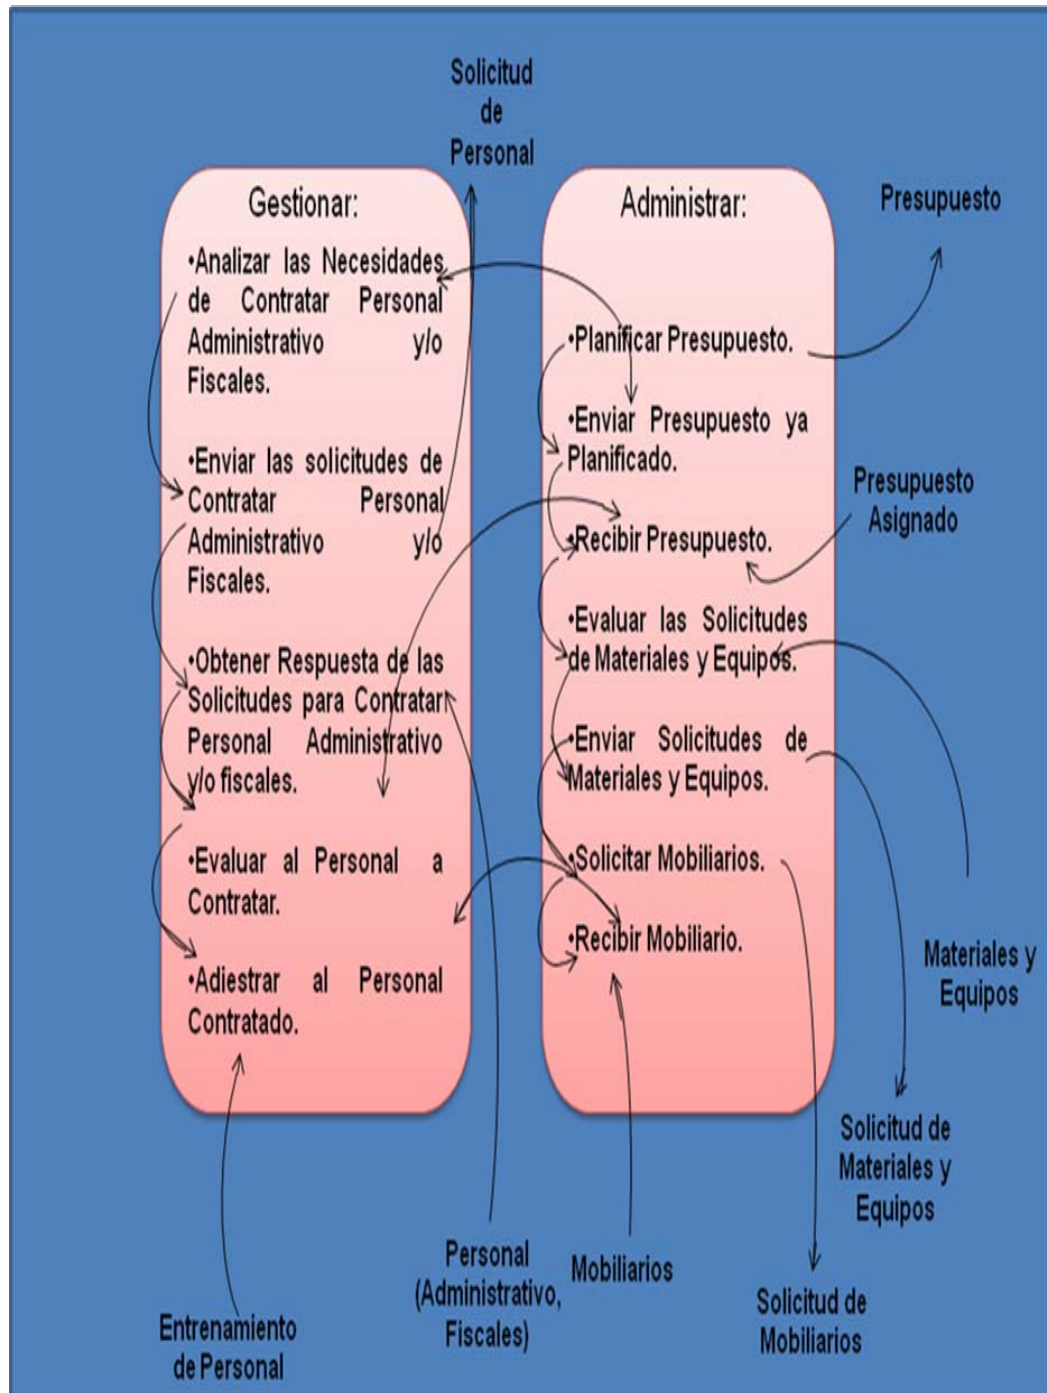 Solicitud
de
Personal
Gestionar:
•Analizar las Necesidades
de Contratar Personal
Administrativo y/o
Fiscales.
•Enviar las solicitudes de
Contratar Personal
Administrativo y/o
Fiscales.
•Obtener Respuesta de las
Solicitudes para Contratar
Personal Administrativo
y/o fiscales.
•Evaluar al Personal a
Contratar.
•Adiestrar al Personal
Contratado.
Administrar:
•Planificar Presupuesto.
•Enviar Presupuesto ya
Planificado.
•Recibir Presupuesto.
•Evaluar las Solicitudes
de Materiales y Equipos.
•Enviar Solicitudes de
Materiales y Equipos.
•Solicitar Mobiliarios.
•Recibir Mobiliario.
Presupuesto
Presupuesto
Asignado
Materiales y
Equipos
Solicitud de
Materiales y
Equipos
Solicitud de
Mobiliarios
Mobiliarios
Personal
(Administrativo,
Fiscales)
Entrenamiento
de Personal